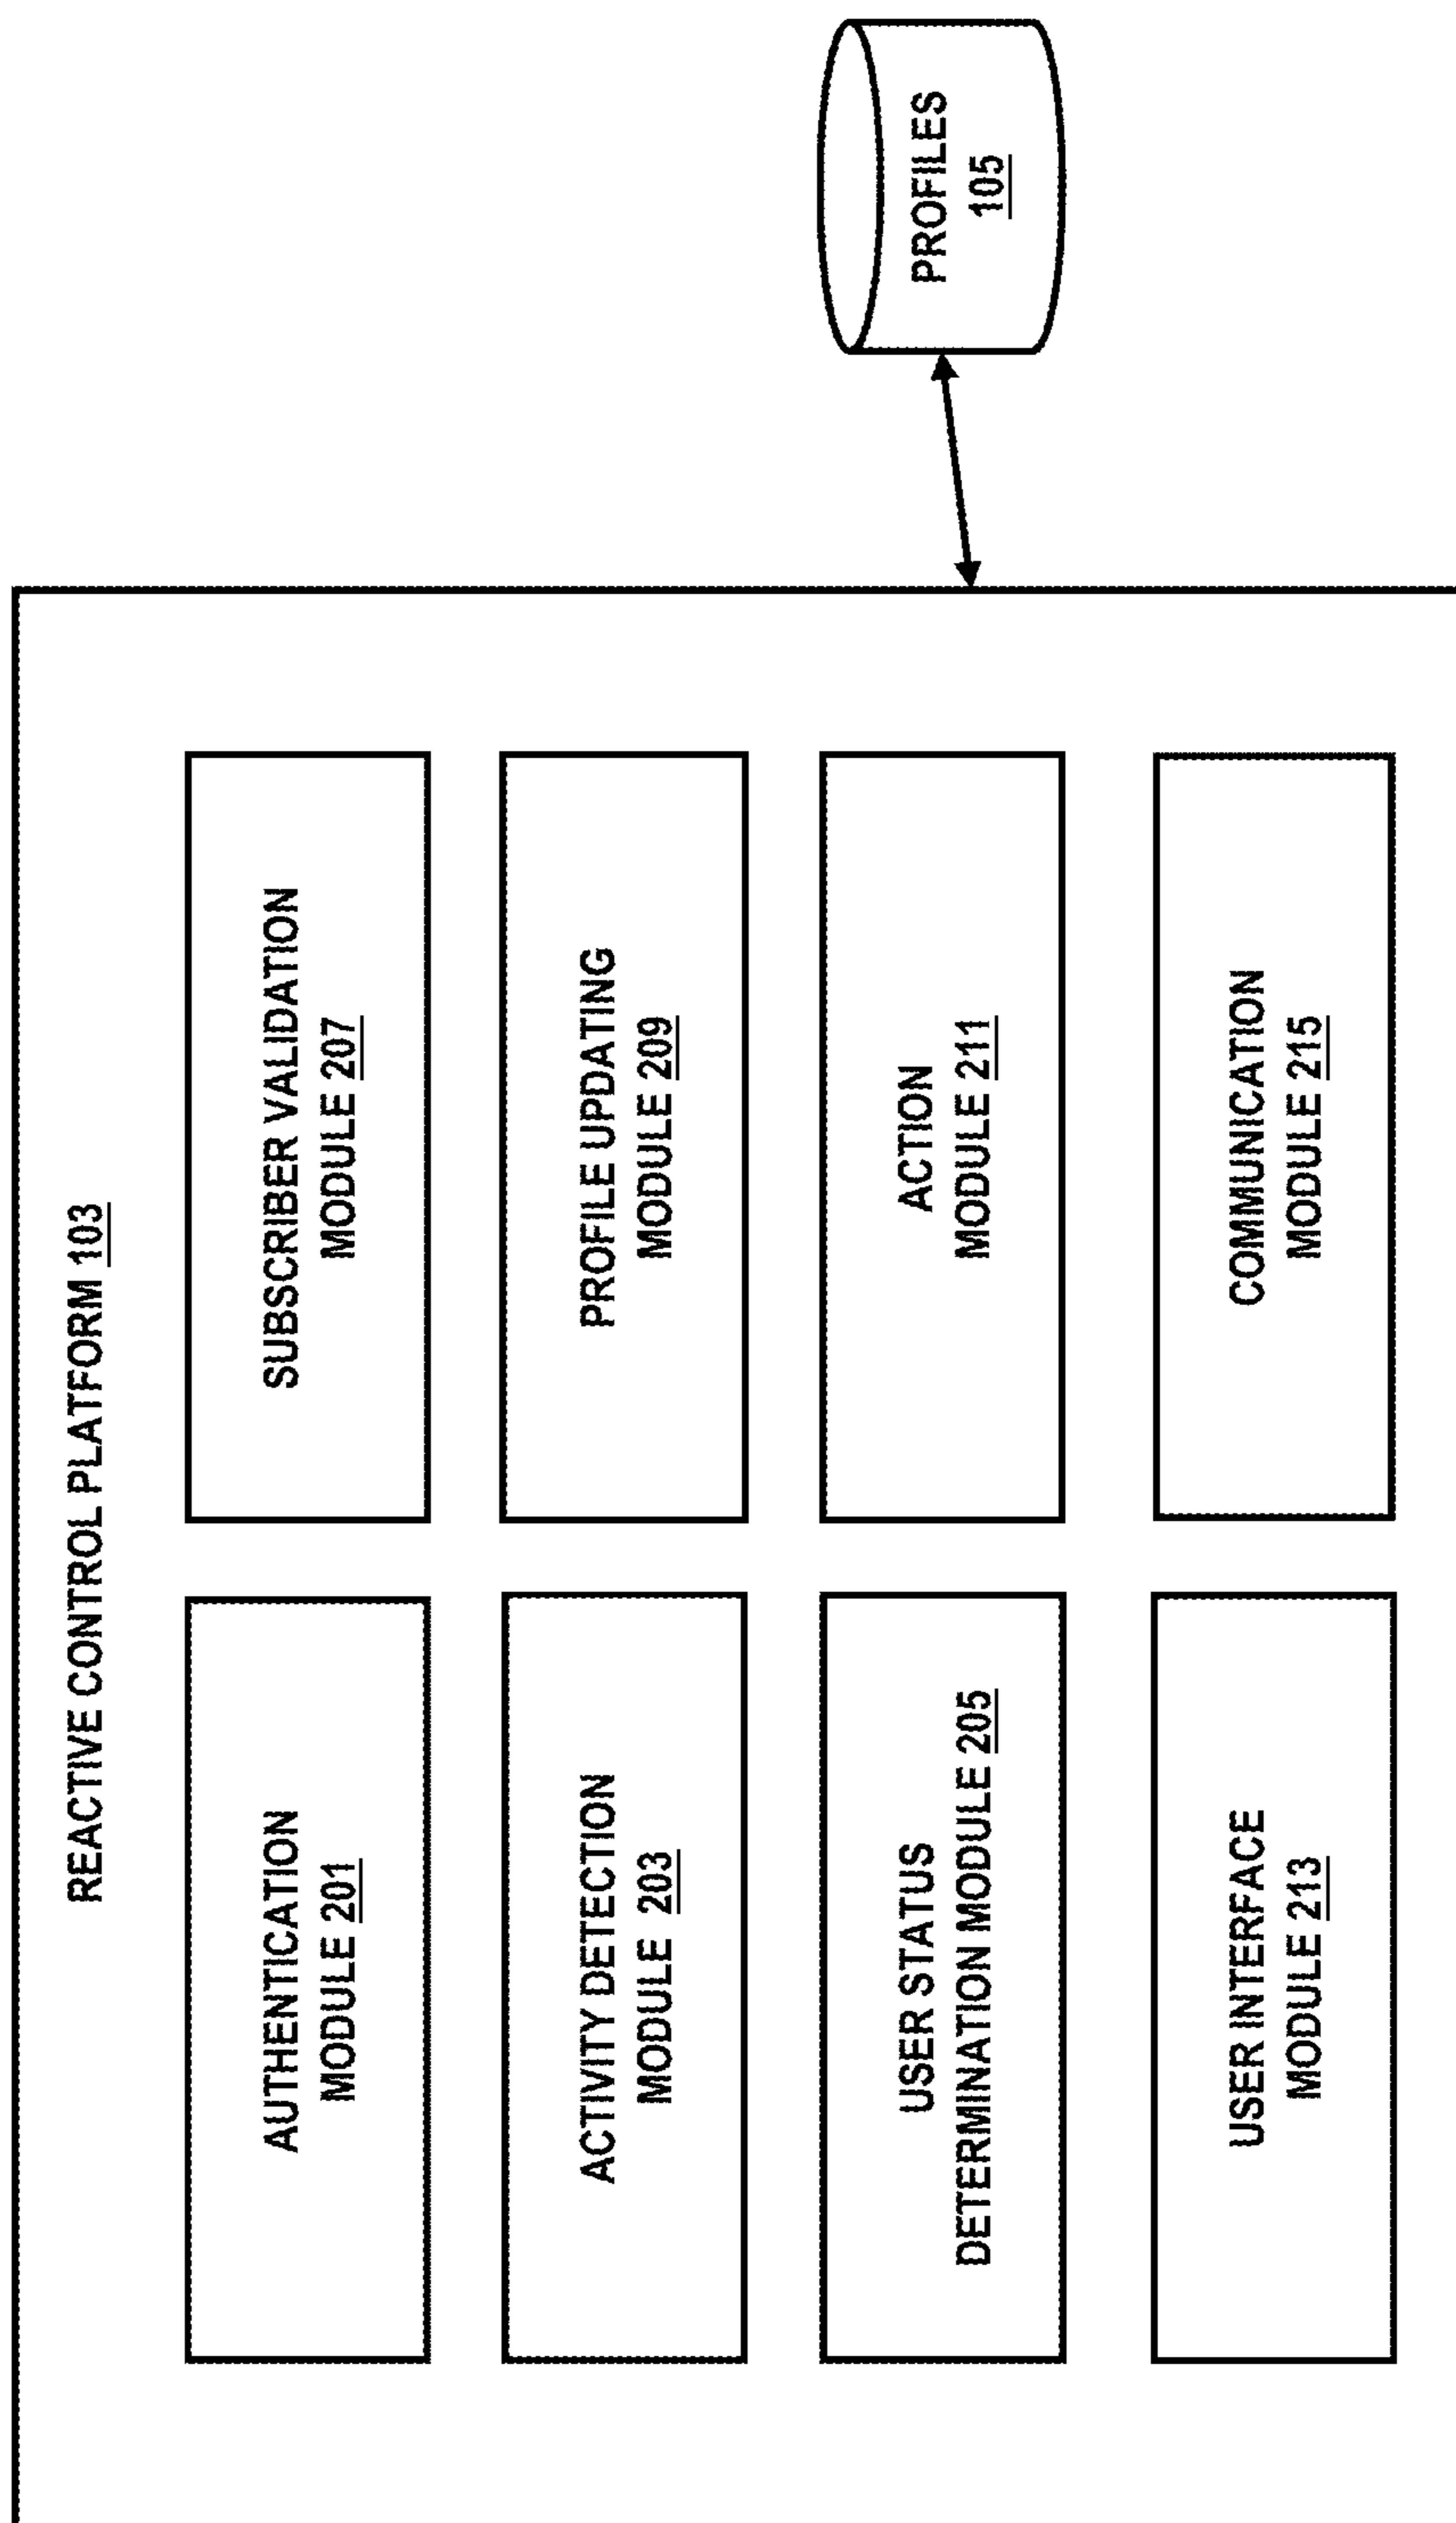 REACTIVE CONTROL PLATFORM 103
AUTHENTICATION
MODULE 201
SUBSCRIBER VALIDATION
MODULE 207
ACTIVITY DETECTION
MODULE 203
PROFILE UPDATING
MODULE 209
USER STATUS
DETERMINATION MODULE 205
ACTION
MODULE 211
USER INTERFACE
MODULE 213
COMMUNICATION
MODULE 215
PROFILES
105